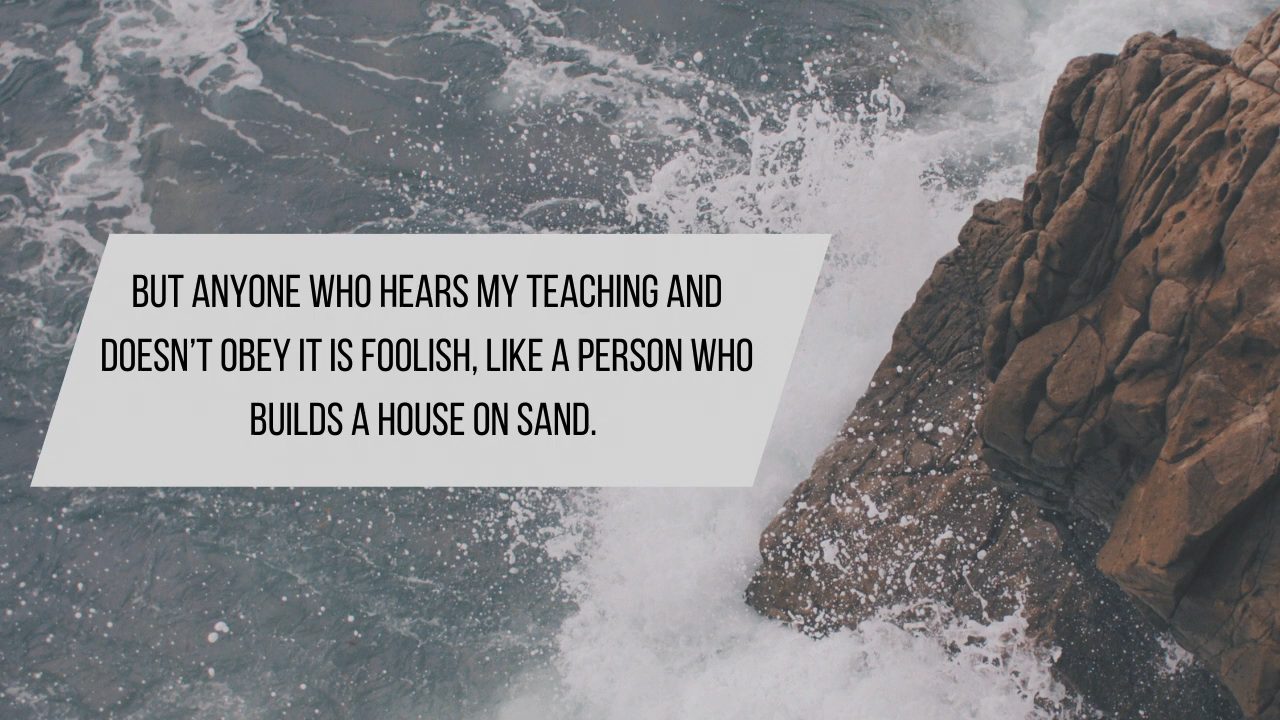 BUT ANYONE WHO HEARS MY TEACHING AND
DOESN’T OBEY IT IS FOOLISH, LIKE A PERSON WHO
BUILDS A HOUSE ON SAND.